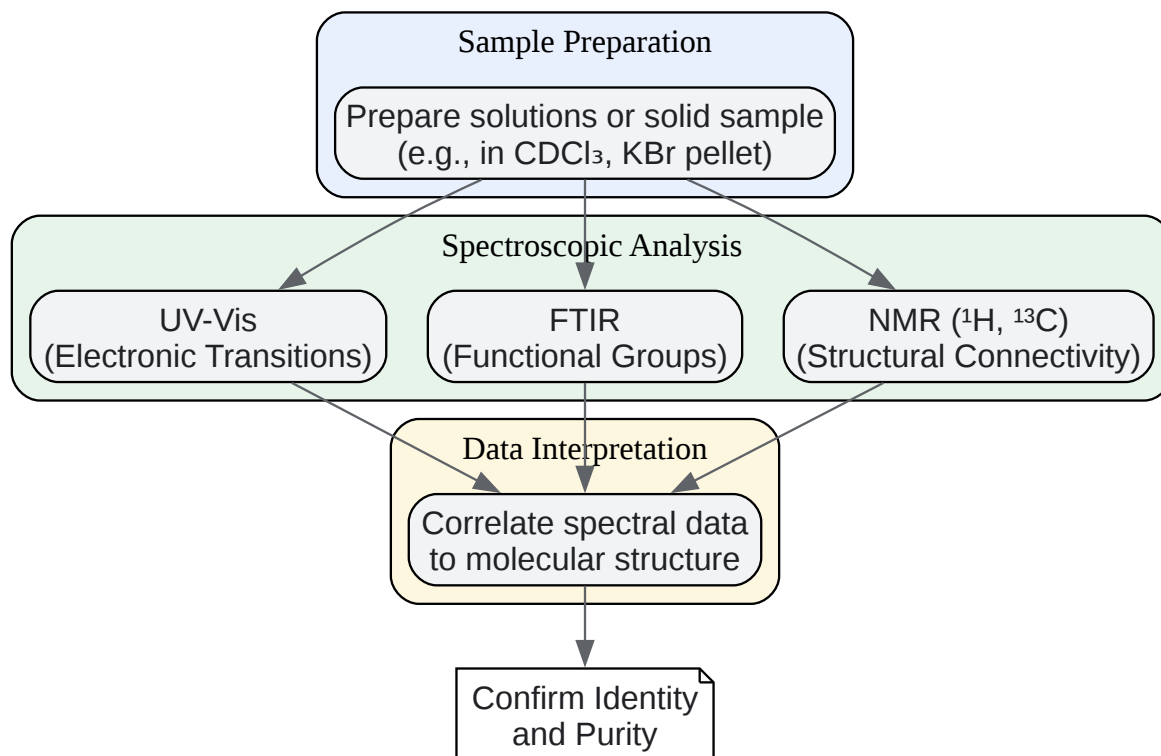 Sample Preparation
Prepare solutions or solid sample
(e.g., in CDCl₃, KBr pellet)
Spectroscopic Analysis
UV-Vis
(Electronic Transitions)
FTIR
(Functional Groups)
NMR (¹H, ¹³C)
(Structural Connectivity)
Data Interpretation
Correlate spectral data
to molecular structure
Confirm Identity
and Purity